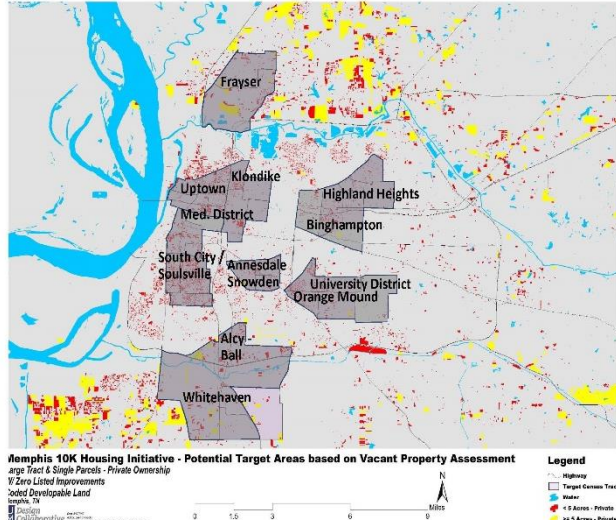 Frayser
Klondike
Uptown
Highland Heights
Med. District
Binghampton
South City /
Soulsville
Annesdale
Snowden
University District
Orange Mound
Alcy
Ball
Whitehaven
Memphis 10K Housing Initiative - Potential Target Areas based on Vacant Property Assessment
Large Tract & Single Parcels - Private Ownership
W/ Zero Listed Improvements
Coded Developable Land
Memphis, TN
Design
Collaborative
N
Miles
0 1.5 3 6 9
Legend
Highway
Target Census Trac
Water
< 5 Acres - Private
>= 5 Acres - Privat